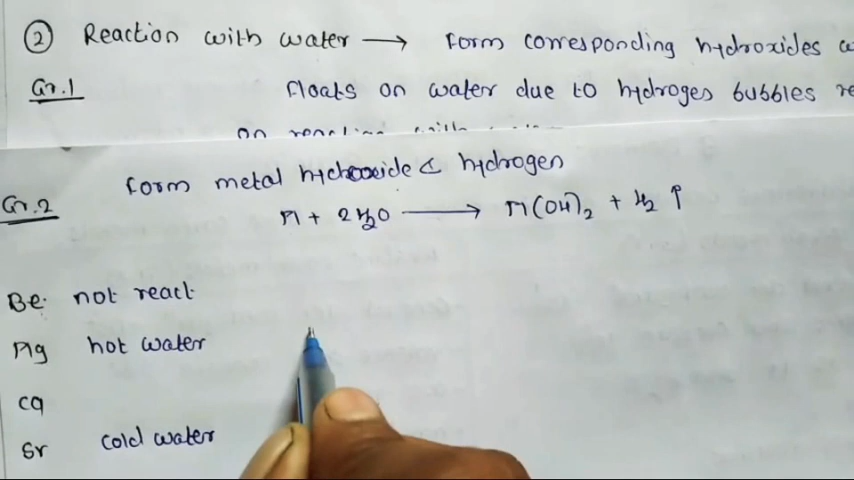 ② Reaction with water → Form corresponding hydroxides
Gr.1 Floats on water due to hydroges bubbles
Gr.2 Form metal hydroxide & hydrogen
M + 2H₂O → M(OH)₂ + H₂ ↑
Be. not react
Mg hot water
Ca
Sr cold water